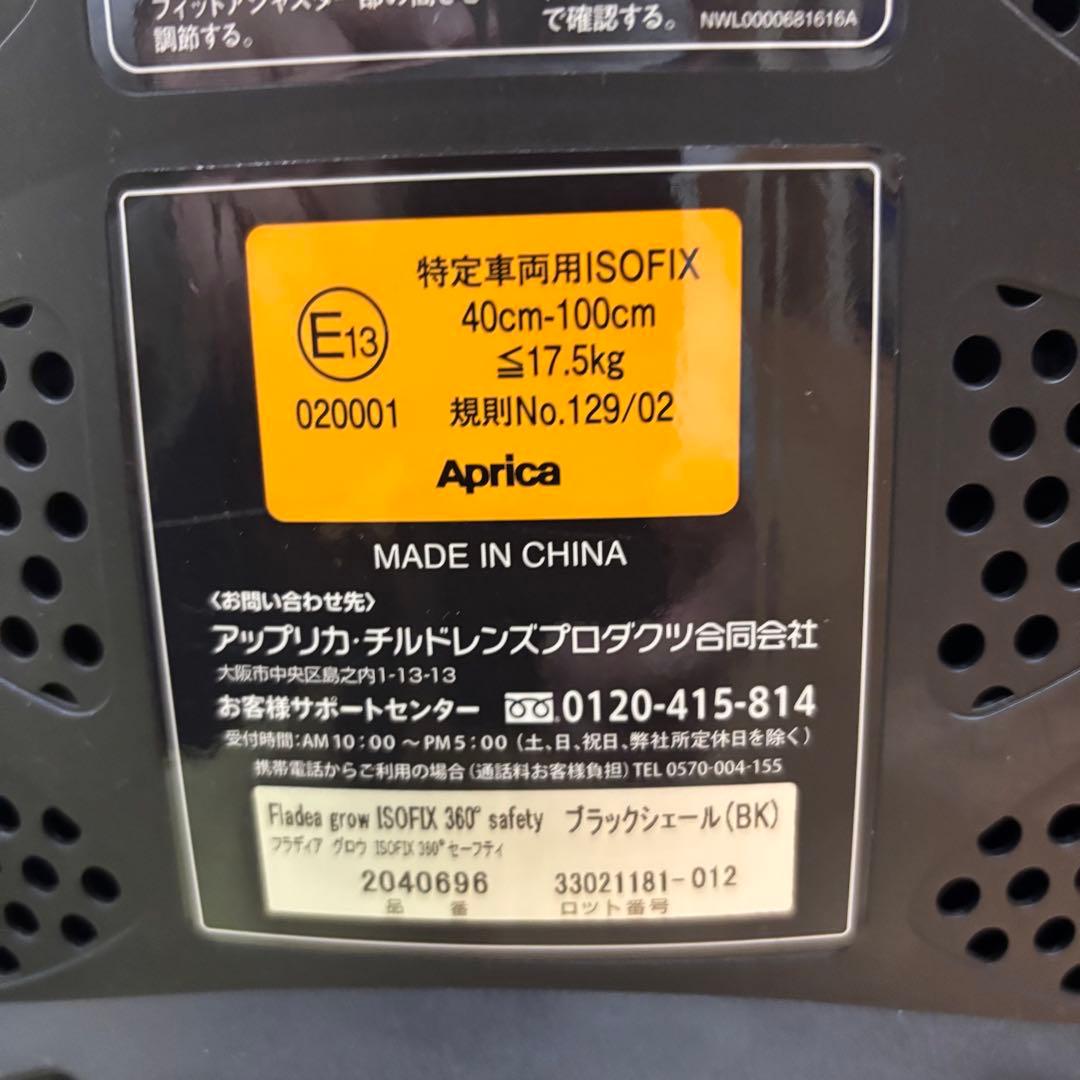 フィットアジャスター部の高さを
調節する。
で確認する。 NWL0000681616A
特定車両用ISOFIX
40cm-100cm
E13
≦17.5kg
020001 規則No.129/02
Aprica
MADE IN CHINA
〈お問い合わせ先〉
アップリカ・チルドレンズプロダクツ合同会社
大阪市中央区島之内1-13-13
お客様サポートセンター 0120-415-814
受付時間:AM10:00 ～PM5:00 (土、日、祝日、弊社所定休日を除く)
携帯電話からご利用の場合(通話料お客様負担)TEL 0570-004-155
Fladea grow ISOFIX 360° safety ブラックシェール(BK)
フラディア グロウ ISOFIX 360°セーフティ
2040696 33021181-012
品 番 ロット番号